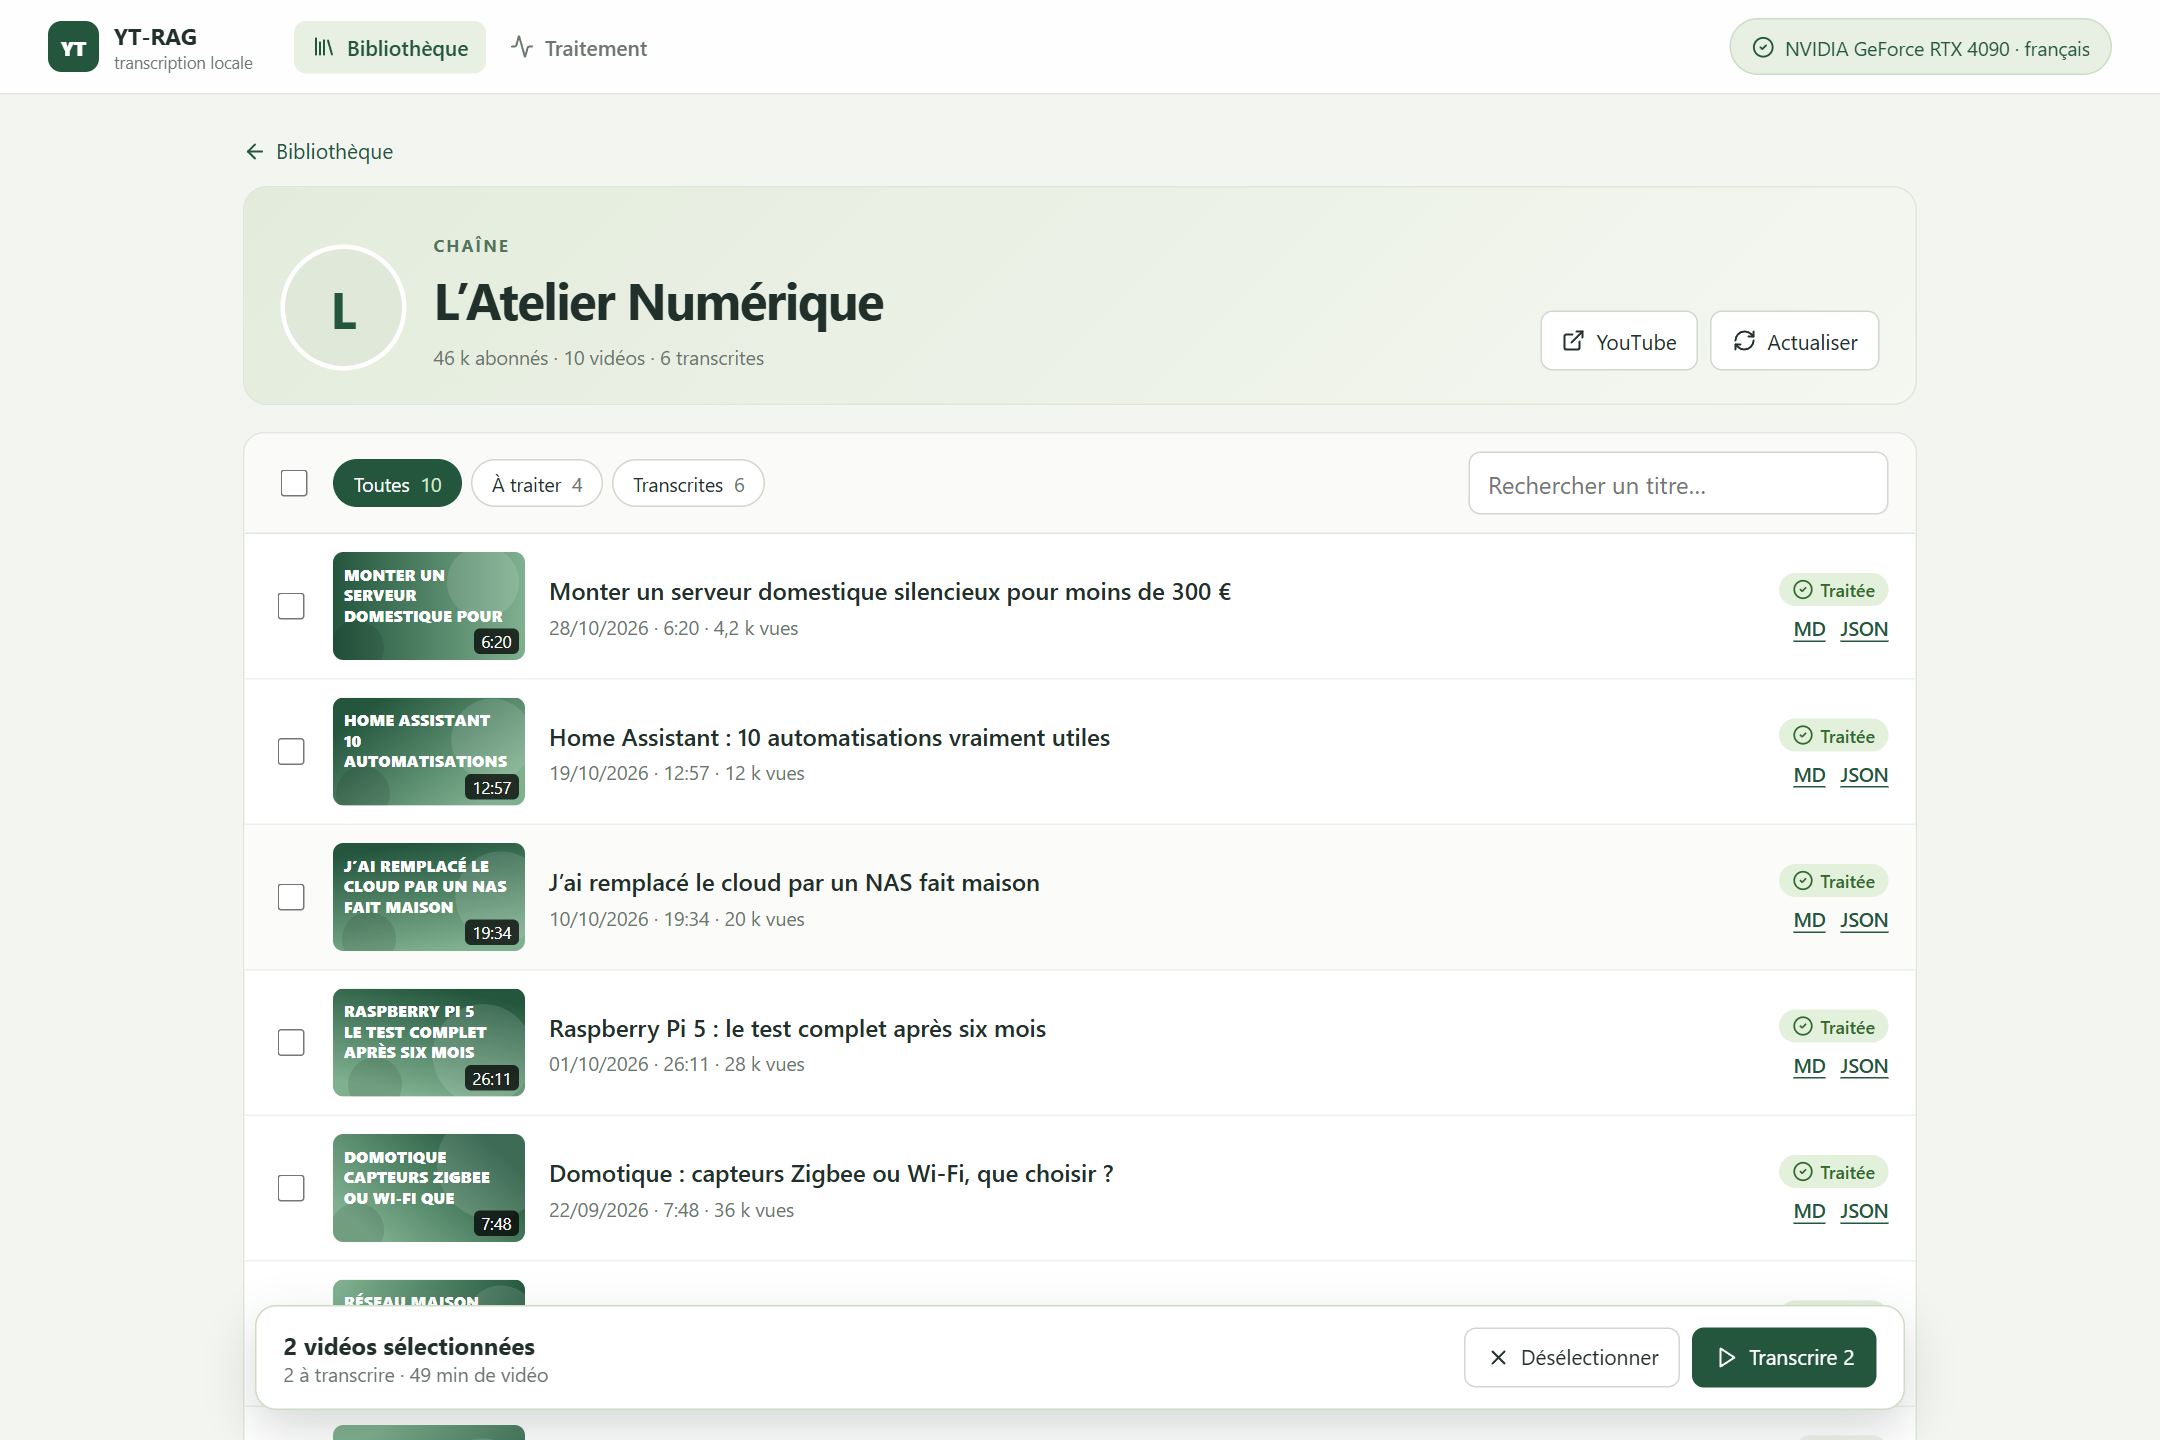 YT
YT-RAG
transcription locale
Bibliothèque
Traitement
NVIDIA GeForce RTX 4090 · français
Bibliothèque
CHAÎNE
L
L’Atelier Numérique
46 k abonnés · 10 vidéos · 6 transcrites
YouTube
Actualiser
Toutes 10
À traiter 4
Transcrites 6
Rechercher un titre…
MONTER UN
SERVEUR
DOMESTIQUE POUR
6:20
Monter un serveur domestique silencieux pour moins de 300 €
28/10/2026 · 6:20 · 4,2 k vues
Traitée
MD JSON
HOME ASSISTANT
10
AUTOMATISATIONS
12:57
Home Assistant : 10 automatisations vraiment utiles
19/10/2026 · 12:57 · 12 k vues
Traitée
MD JSON
J’AI REMPLACÉ LE
CLOUD PAR UN NAS
FAIT MAISON
19:34
J’ai remplacé le cloud par un NAS fait maison
10/10/2026 · 19:34 · 20 k vues
Traitée
MD JSON
RASPBERRY PI 5
LE TEST COMPLET
APRÈS SIX MOIS
26:11
Raspberry Pi 5 : le test complet après six mois
01/10/2026 · 26:11 · 28 k vues
Traitée
MD JSON
DOMOTIQUE
CAPTEURS ZIGBEE
OU WI-FI QUE
7:48
Domotique : capteurs Zigbee ou Wi-Fi, que choisir ?
22/09/2026 · 7:48 · 36 k vues
Traitée
MD JSON
RÉSEAU MAISON
2 vidéos sélectionnées
2 à transcrire · 49 min de vidéo
Désélectionner
Transcrire 2